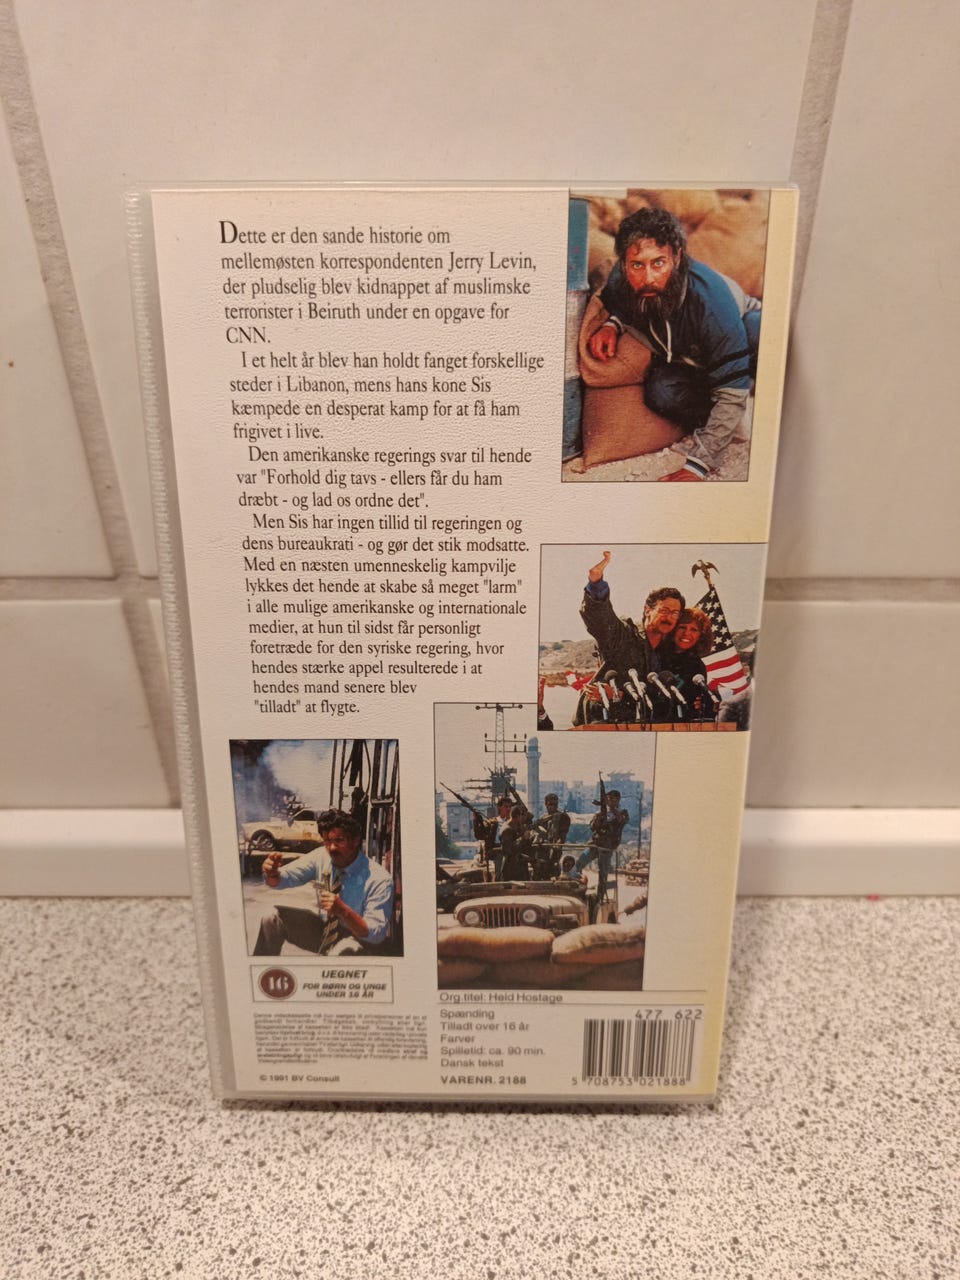 Dette er den sande historie om
mellemøsten korrespondenten Jerry Levin,
der pludselig blev kidnappet af muslimske
terrorister i Beiruth under en opgave for
CNN.
I et helt år blev han holdt fanget forskellige
steder i Libanon, mens hans kone Sis
kæmpede en desperat kamp for at få ham
frigivet i live.
Den amerikanske regerings svar til hende
var "Forhold dig tavs - ellers får du ham
dræbt - og lad os ordne det".
Men Sis har ingen tillid til regeringen og
dens bureaukrati - og gør det stik modsatte.
Med en næsten umenneskelig kampvilje
lykkes det hende at skabe så meget "larm"
i alle mulige amerikanske og internationale
medier, at hun til sidst får personligt
foretræde for den syriske regering, hvor
hendes stærke appel resulterede i at
hendes mand senere blev
"tilladt" at flygte.
16
UEGNET
FOR BØRN OG UNGE
UNDER 16 ÅR
© 1991 BV Consult
Org.titel: Held Hostage
Spænding
Tilladt over 16 år
Farver
Spilletid: ca. 90 min.
Dansk tekst
VARENR. 2188
477 622
5 708753 021888